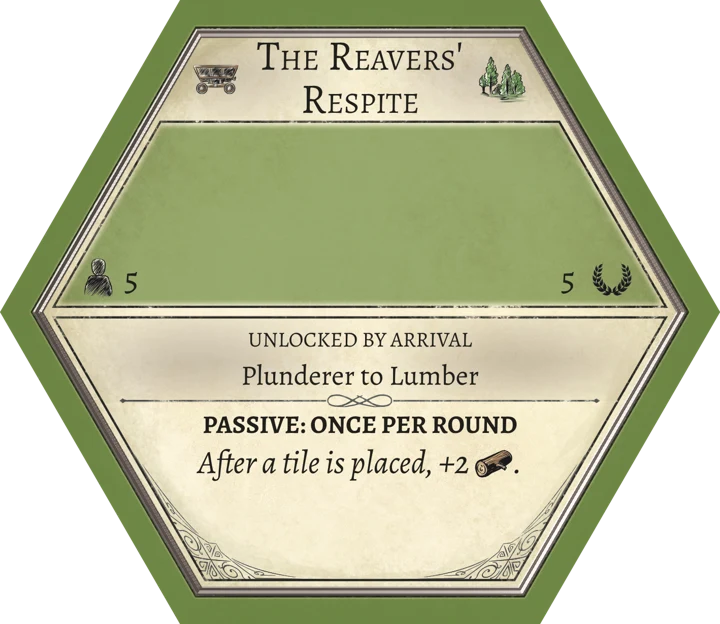 The Reavers'
Respite
5
5
UNLOCKED BY ARRIVAL
Plunderer to Lumber
PASSIVE: ONCE PER ROUND
After a tile is placed, +2 .